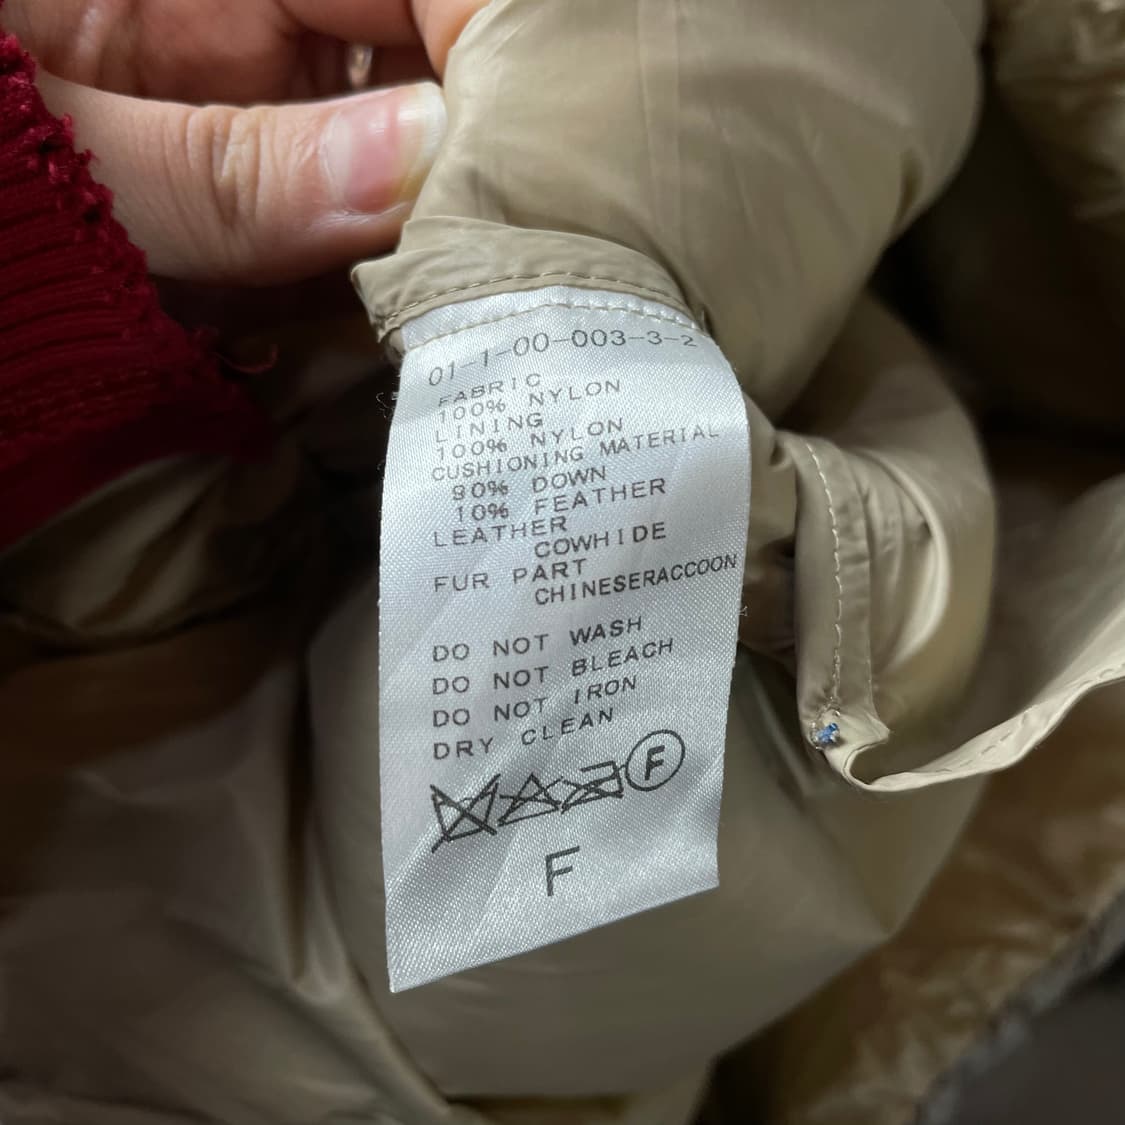 01-1-00-003-3-2
FABRIC
100% NYLON
LINING
100% NYLON
CUSHIONING MATERIAL
90% DOWN
10% FEATHER
LEATHER
COWHIDE
FUR PART
CHINESERACCOON
DO NOT WASH
DO NOT BLEACH
DO NOT IRON
DRY CLEAN
F
F